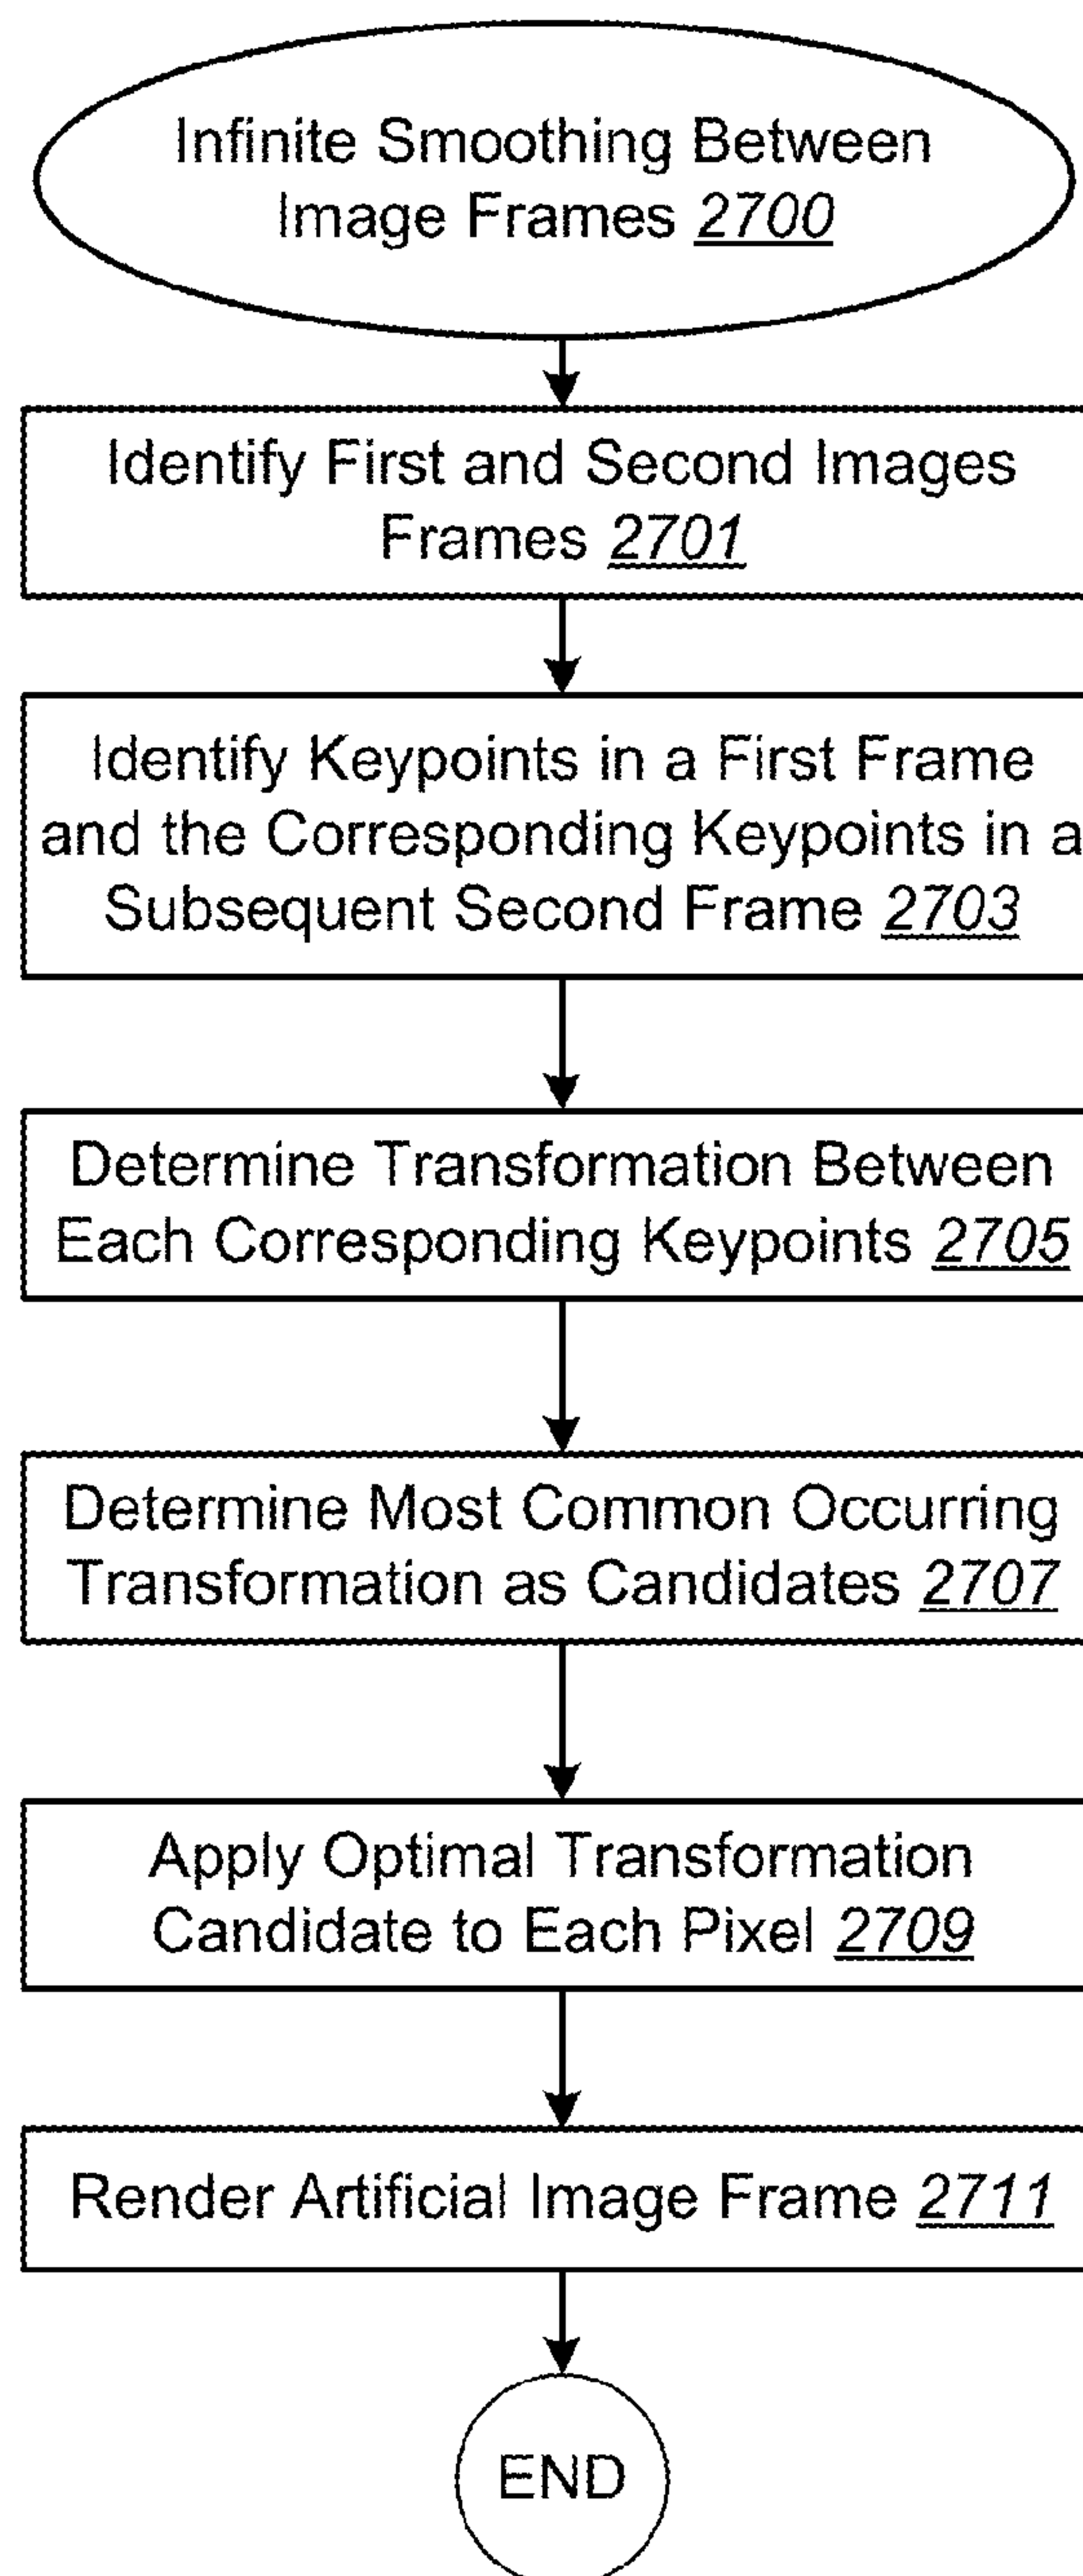 Infinite Smoothing Between
Image Frames 2700
Identify First and Second Images
Frames 2701
Identify Keypoints in a First Frame
and the Corresponding Keypoints in a
Subsequent Second Frame 2703
Determine Transformation Between
Each Corresponding Keypoints 2705
Determine Most Common Occurring
Transformation as Candidates 2707
Apply Optimal Transformation
Candidate to Each Pixel 2709
Render Artificial Image Frame 2711
END